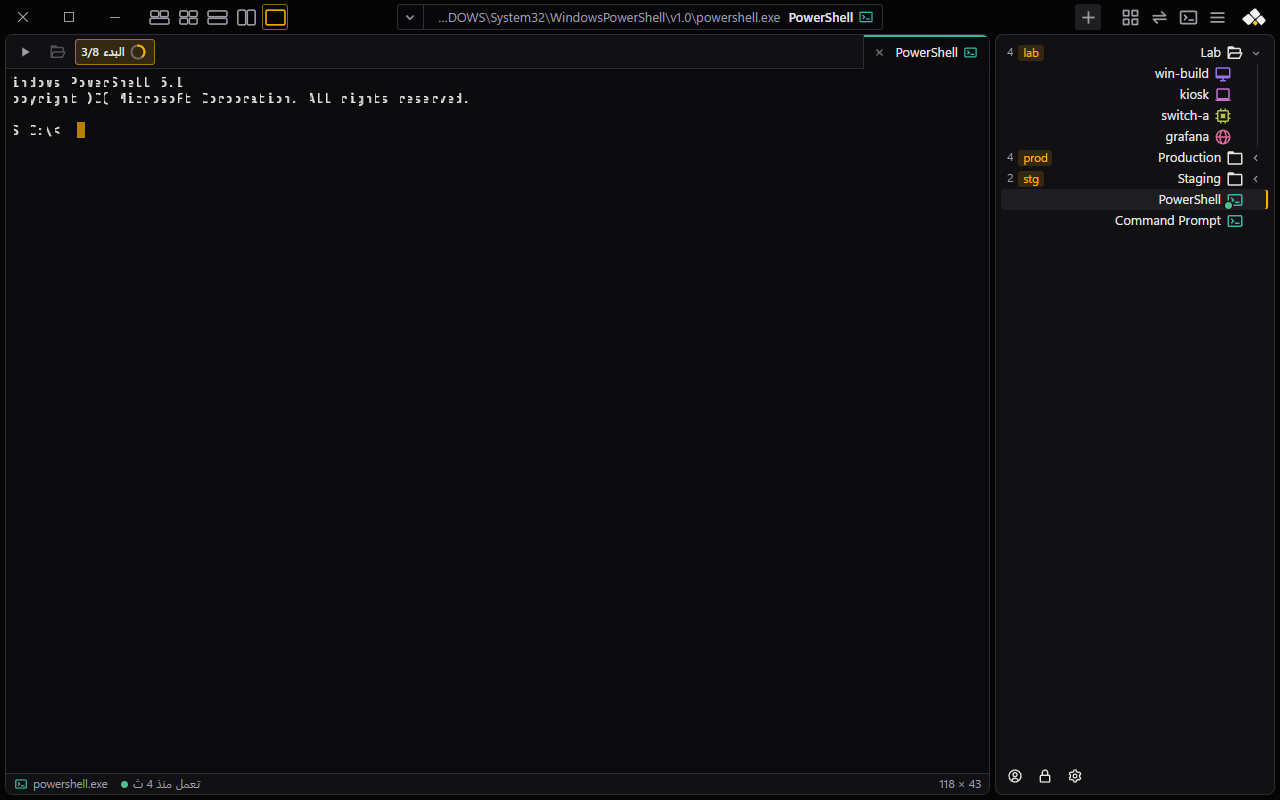 ...DOWS\System32\WindowsPowerShell\v1.0\powershell.exe PowerShell
البدء 3/8
PowerShell
indows PowerShell 5.1
opyright )C( Microsoft Corporation. All rights reserved.
S C:\<
powershell.exe
تعمل منذ 4 ث
118 × 43
Lab lab 4
win-build
kiosk
switch-a
grafana
Production prod 4
Staging stg 2
PowerShell
Command Prompt